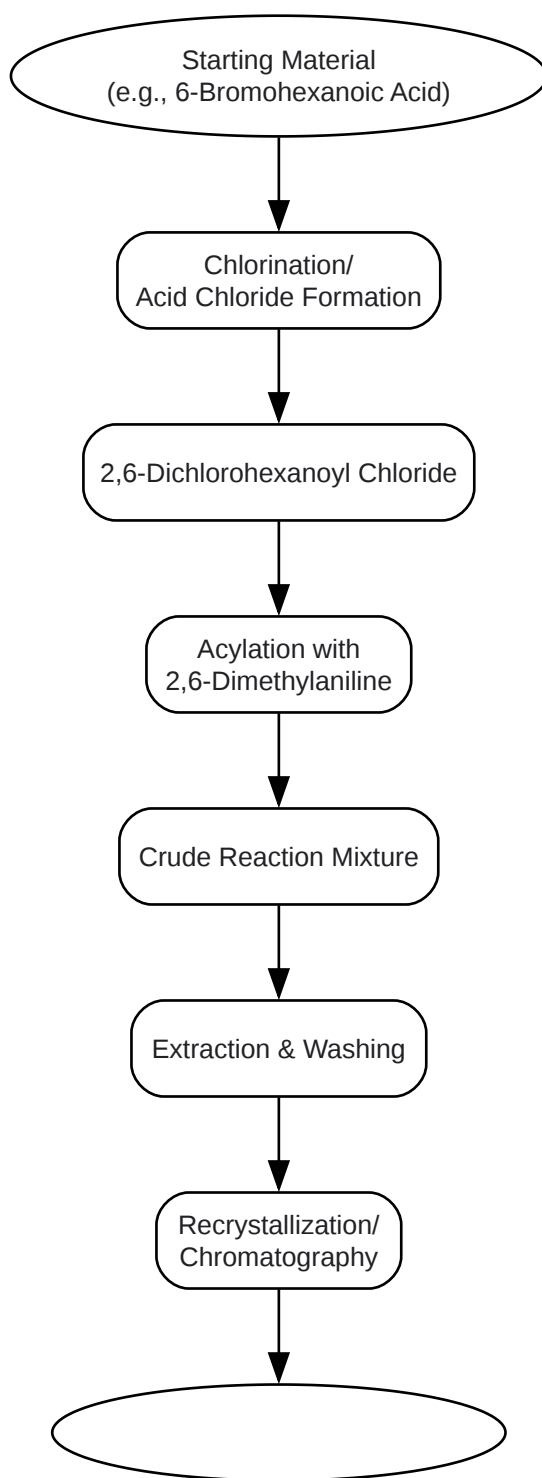 Starting Material
(e.g., 6-Bromohexanoic Acid)
Chlorination/
Acid Chloride Formation
2,6-Dichlorohexanoyl Chloride
Acylation with
2,6-Dimethylaniline
Crude Reaction Mixture
Extraction & Washing
Recrystallization/
Chromatography